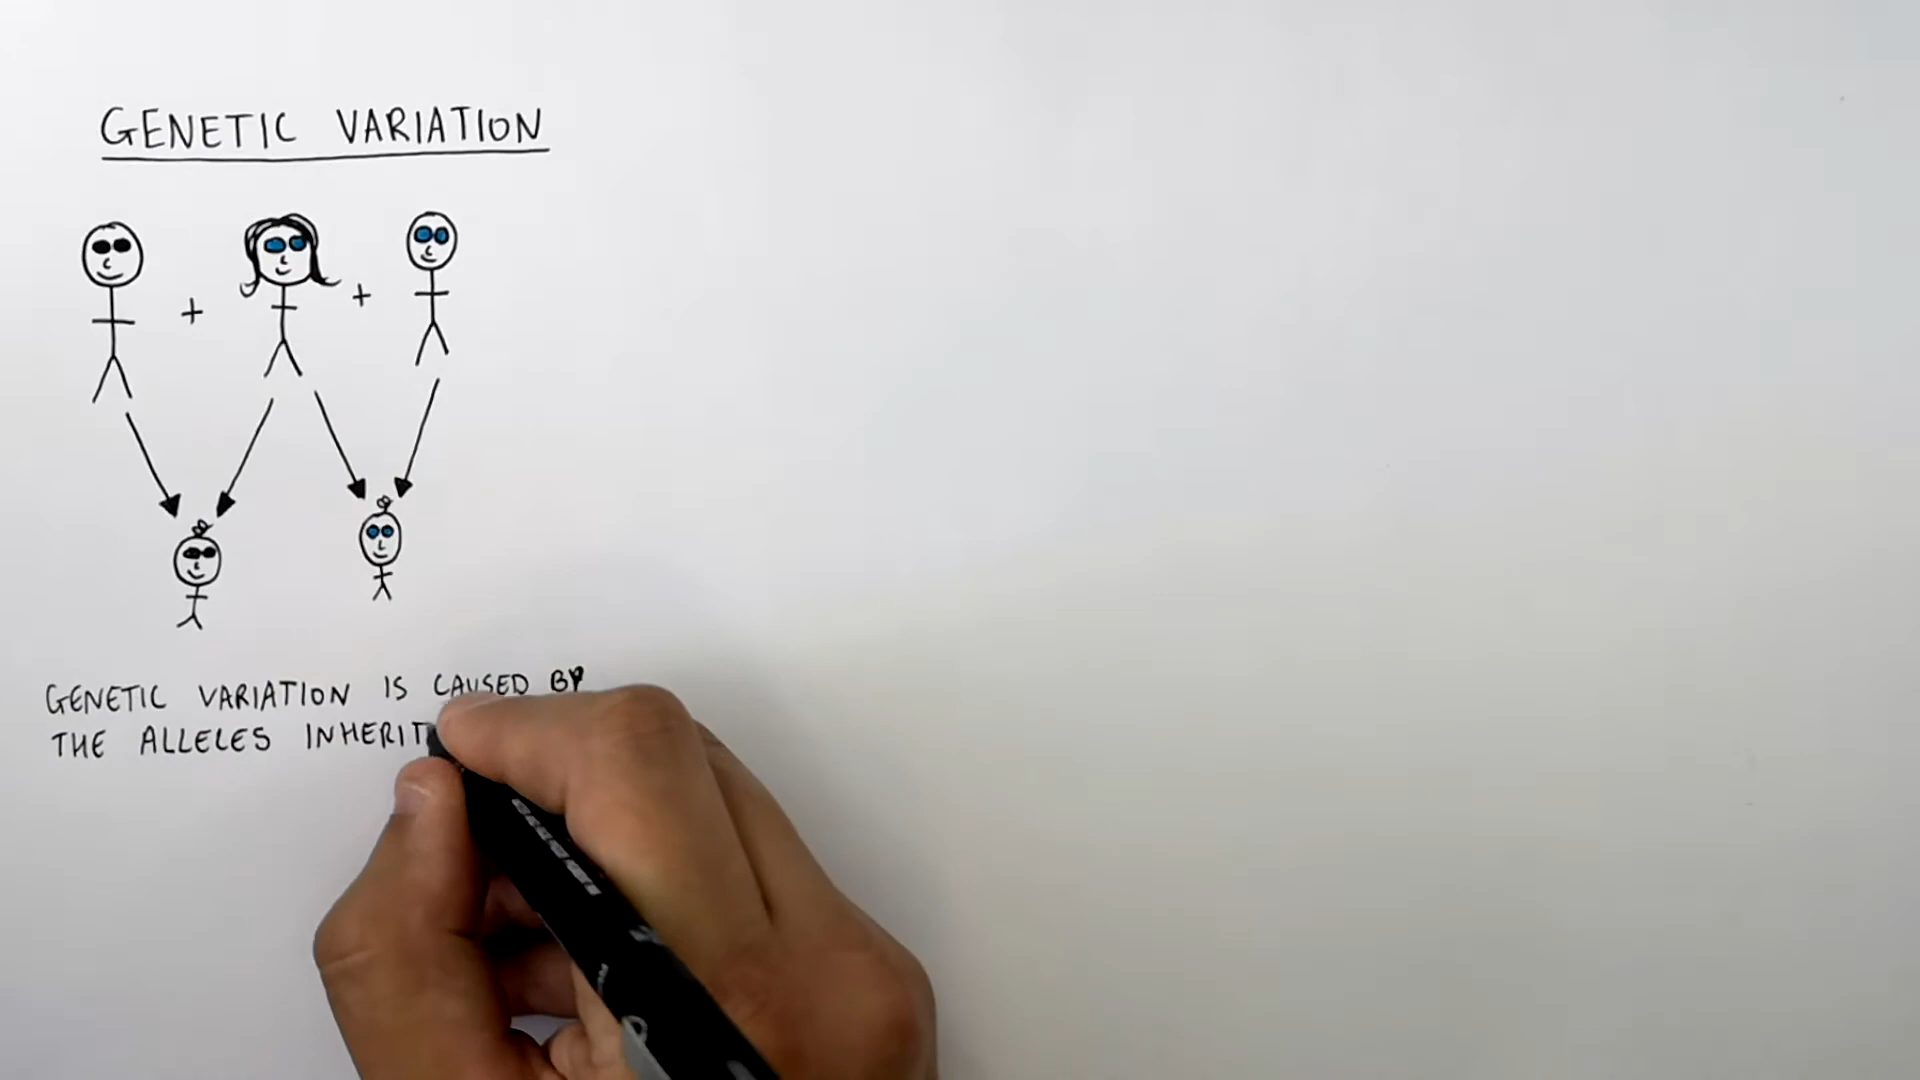 GENETIC VARIATION
+ +
GENETIC VARIATION IS CAUSED BY
THE ALLELES INHERIT